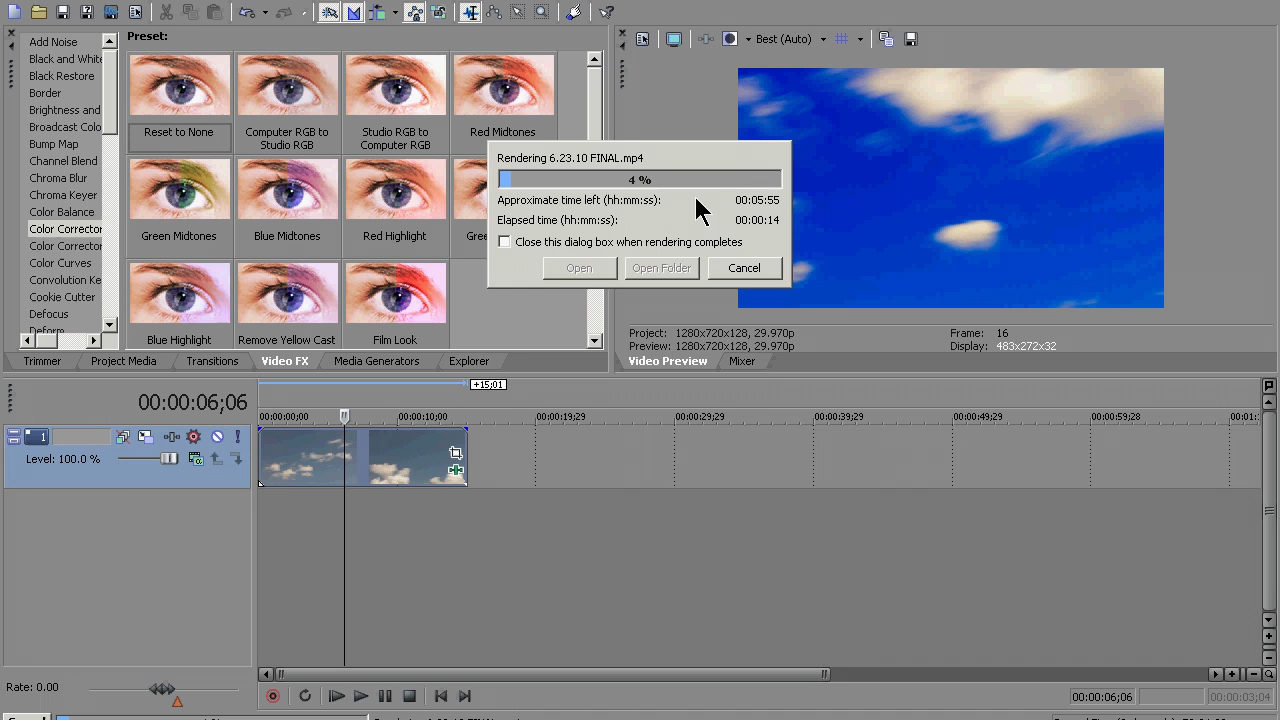 Preset:
Add Noise
Black and White
Black Restore
Border
Brightness and
Broadcast Colo
Bump Map
Channel Blend
Chroma Blur
Chroma Keyer
Color Balance
Color Corrector
Color Corrector
Color Curves
Convolution Ke
Cookie Cutter
Defocus
Deform
Reset to None
Computer RGB to
Studio RGB
Studio RGB to
Computer RGB
Red Midtones
Green Midtones
Blue Midtones
Red Highlight
Gree
Blue Highlight
Remove Yellow Cast
Film Look
Rendering 6.23.10 FINAL.mp4
4 %
Approximate time left (hh:mm:ss): 00:05:55
Elapsed time (hh:mm:ss): 00:00:14
Close this dialog box when rendering completes
Open Open Folder Cancel
Best (Auto)
Project: 1280x720x128, 29.970p
Preview: 1280x720x128, 29.970p
Frame: 16
Display: 483x272x32
Trimmer Project Media Transitions Video FX Media Generators Explorer
Video Preview Mixer
+15;01
00:00:06;06
00:00:00;00 00:00:10;00 00:00:19;29 00:00:29;29 00:00:39;29 00:00:49;29 00:00:59;28 00:01:
1
Level: 100.0 %
Rate: 0.00
00:00:06;06
00:00:03;04